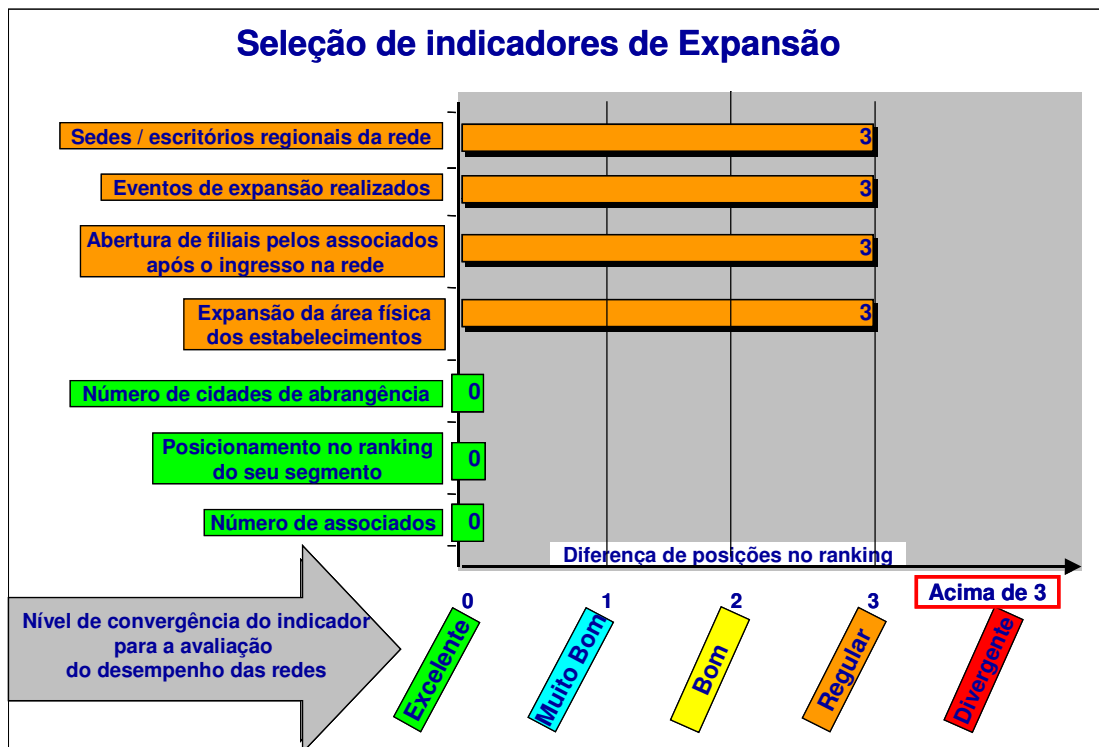 Seleção de indicadores de Expansão
Sedes / escritórios regionais da rede
3
Eventos de expansão realizados
3
Abertura de filiais pelos associados
após o ingresso na rede
3
Expansão da área física
dos estabelecimentos
3
Número de cidades de abrangência
0
Posicionamento no ranking
do seu segmento
0
Número de associados
0
Diferença de posições no ranking
0
1
2
3
Acima de 3
Nível de convergência do indicador
para a avaliação
do desempenho das redes
Excelente
Muito Bom
Bom
Regular
Divergente